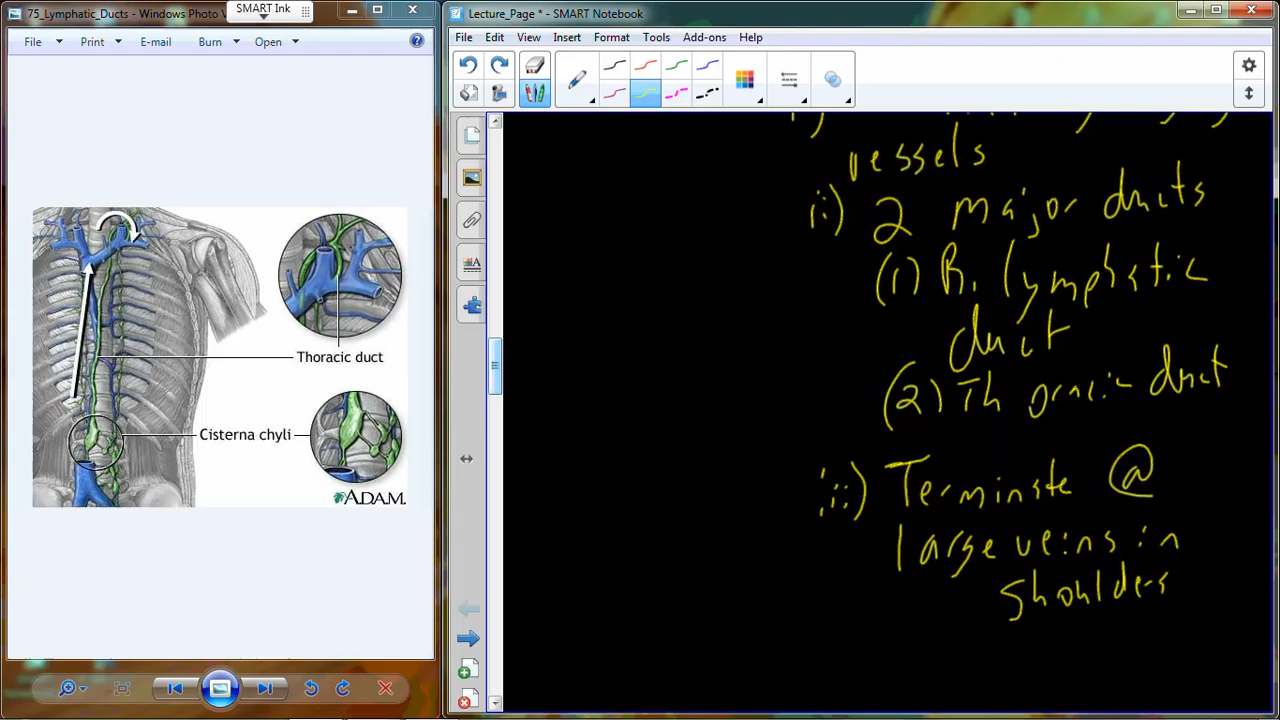 75_Lymphatic_Ducts - Windows Photo V
SMART Ink
File Print E-mail Burn Open
Thoracic duct
Cisterna chyli
A.D.A.M.
Lecture_Page * - SMART Notebook
File Edit View Insert Format Tools Add-ons Help
vessels
ii) 2 major ducts
(1) R. lymphatic
duct
(2) Thoracic duct
iii) Terminate @
large veins in
shoulders